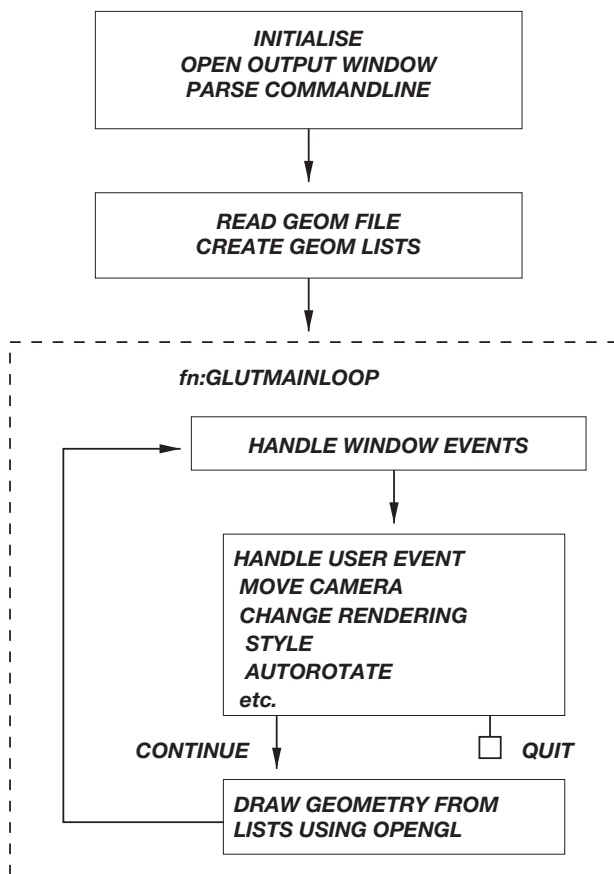 INITIALISE
OPEN OUTPUT WINDOW
PARSE COMMANDLINE
READ GEOM FILE
CREATE GEOM LISTS
fn:GLUTMAINLOOP
HANDLE WINDOW EVENTS
HANDLE USER EVENT
MOVE CAMERA
CHANGE RENDERING
STYLE
AUTOROTATE
etc.
CONTINUE
QUIT
DRAW GEOMETRY FROM
LISTS USING OPENGL